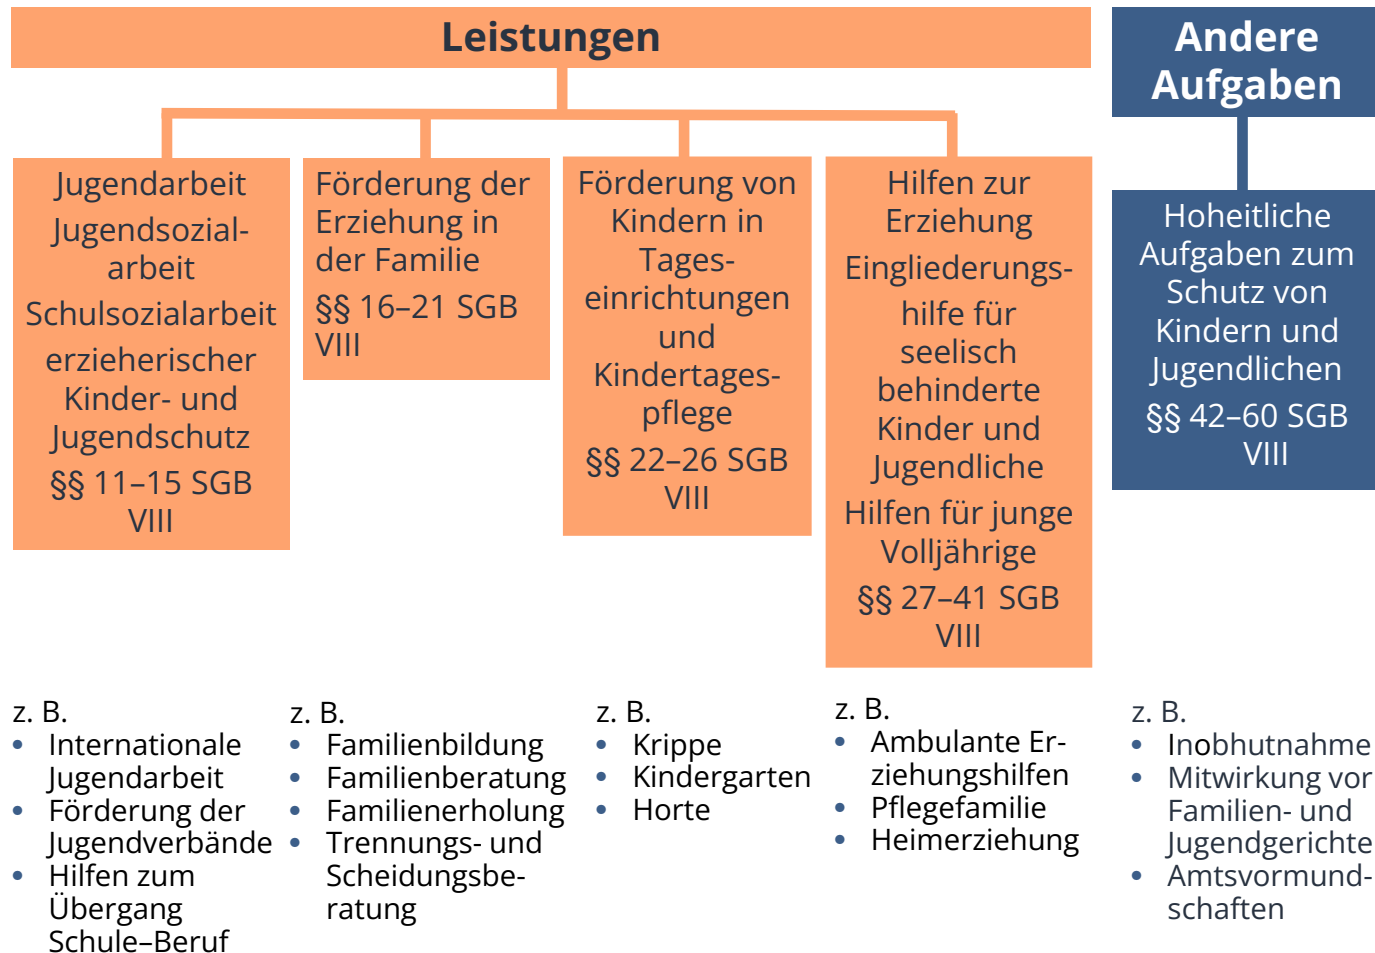 Leistungen
Andere
Aufgaben
Jugendarbeit
Jugendsozial-
arbeit
Schulsozialarbeit
erzieherischer
Kinder- und
Jugendschutz
§§ 11–15 SGB
VIII
Förderung der
Erziehung in
der Familie
§§ 16–21 SGB
VIII
Förderung von
Kindern in
Tages-
einrichtungen
und
Kindertages-
pflege
§§ 22–26 SGB
VIII
Hilfen zur
Erziehung
Eingliederungs-
hilfe für
seelisch
behinderte
Kinder und
Jugendliche
Hilfen für junge
Volljährige
§§ 27–41 SGB
VIII
Hoheitliche
Aufgaben zum
Schutz von
Kindern und
Jugendlichen
§§ 42–60 SGB
VIII
z. B.
• Internationale
Jugendarbeit
• Förderung der
Jugendverbände
• Hilfen zum
Übergang
Schule–Beruf
z. B.
• Familienbildung
• Familienberatung
• Familienerholung
• Trennungs- und
Scheidungsbe-
ratung
z. B.
• Krippe
• Kindergarten
• Horte
z. B.
• Ambulante Er-
ziehungshilfen
• Pflegefamilie
• Heimerziehung
z. B.
• Inobhutnahme
• Mitwirkung vor
Familien- und
Jugendgerichte
• Amtsvormund-
schaften